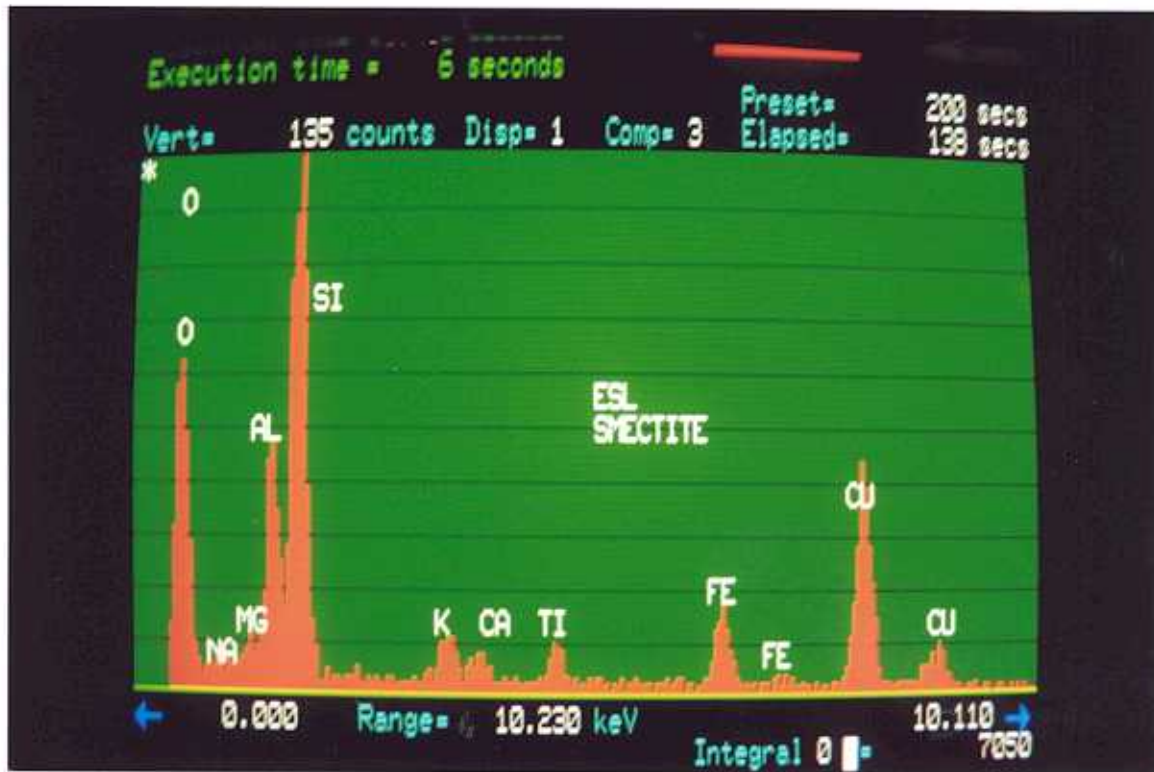 Execution time = 6 seconds
Preset= 200 secs
Vert= 135 counts Disp= 1 Comp= 3 Elapsed= 138 secs
*
O
SI
O
ESL
AL
SMECTITE
CU
FE
MG
K CA TI
CU
NA
FE
← 0.000 Range= 10.230 keV 10.110 →
Integral 0 = 7050